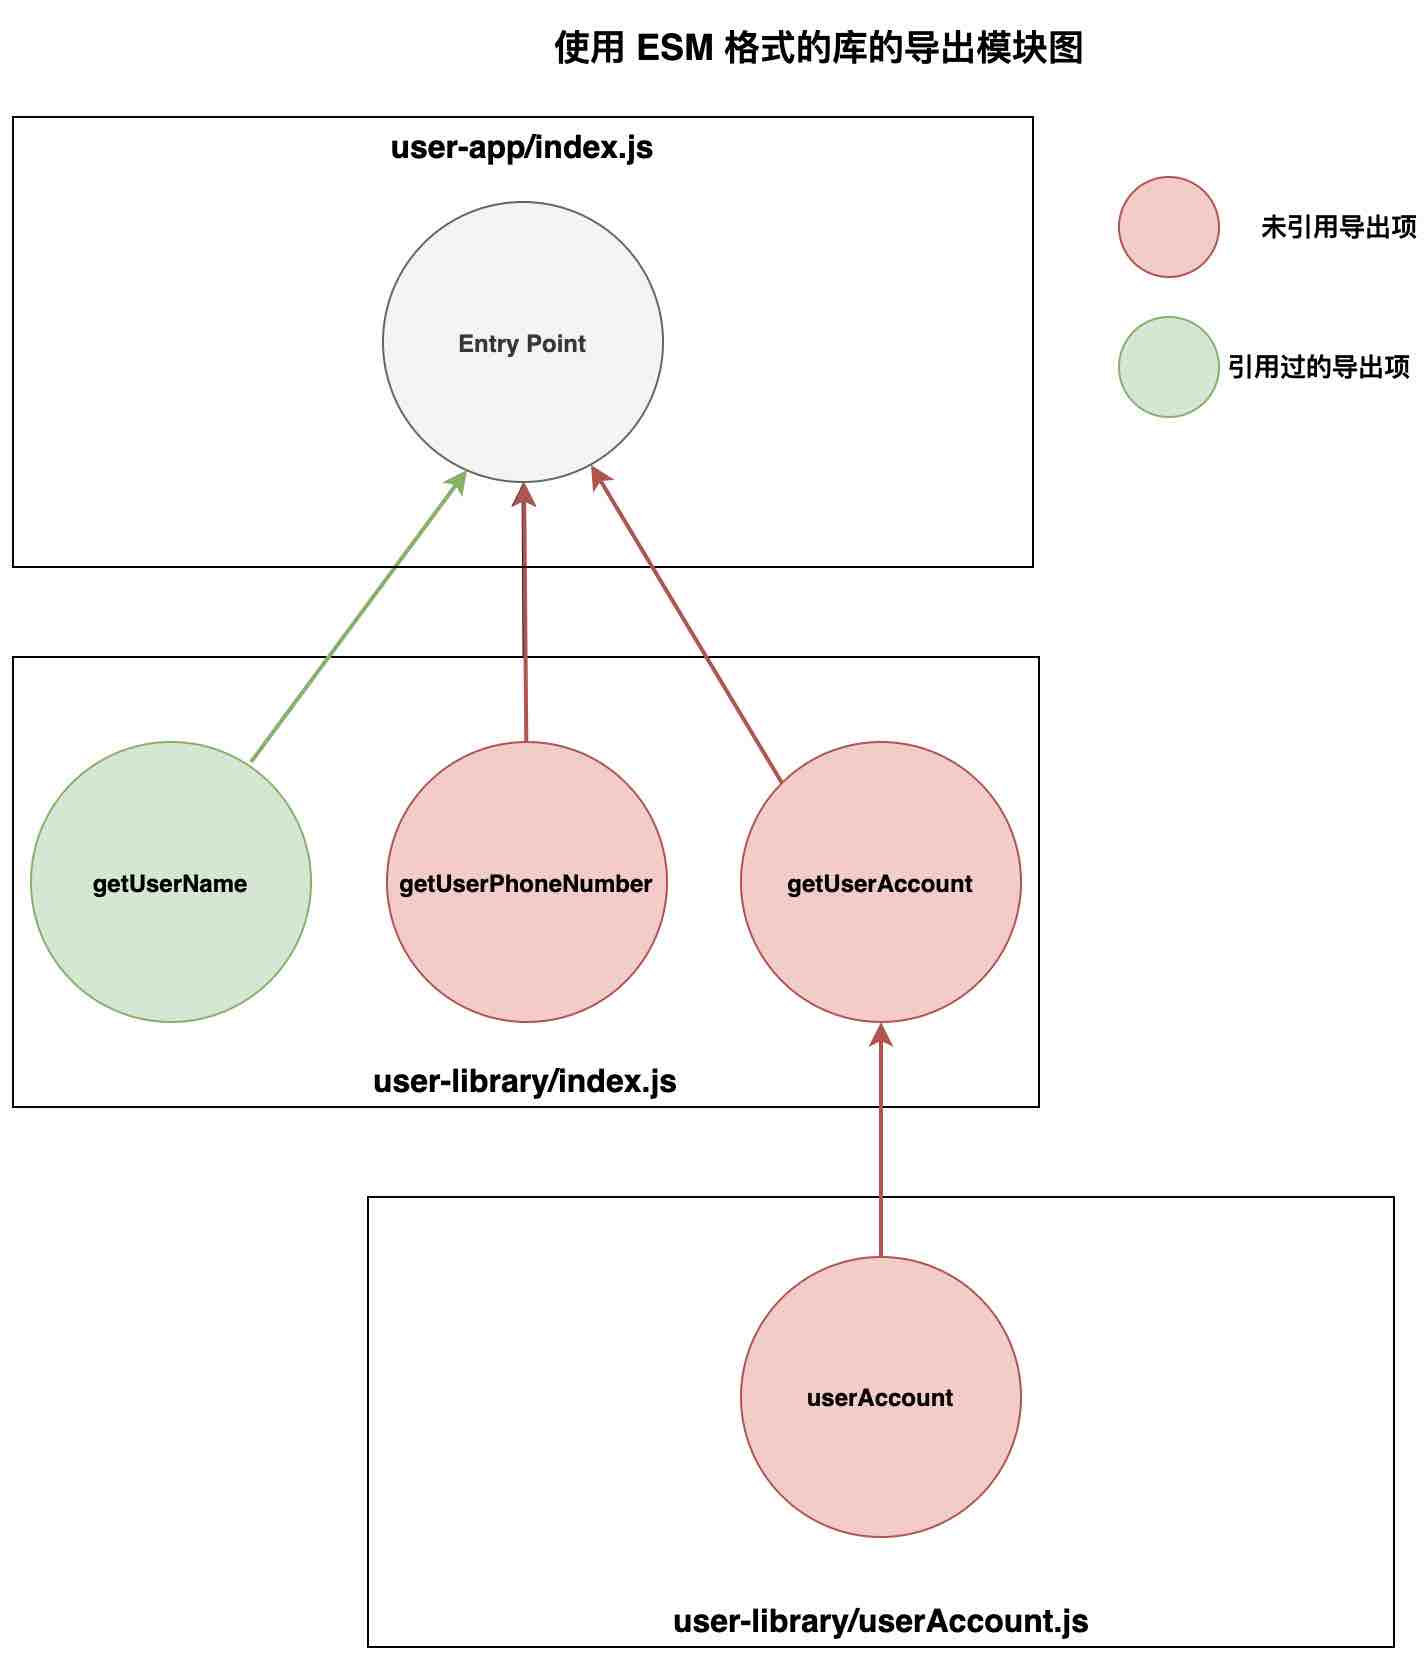 使用 ESM 格式的库的导出模块图
user-app/index.js
Entry Point
未引用导出项
引用过的导出项
getUserName
getUserPhoneNumber
getUserAccount
user-library/index.js
userAccount
user-library/userAccount.js